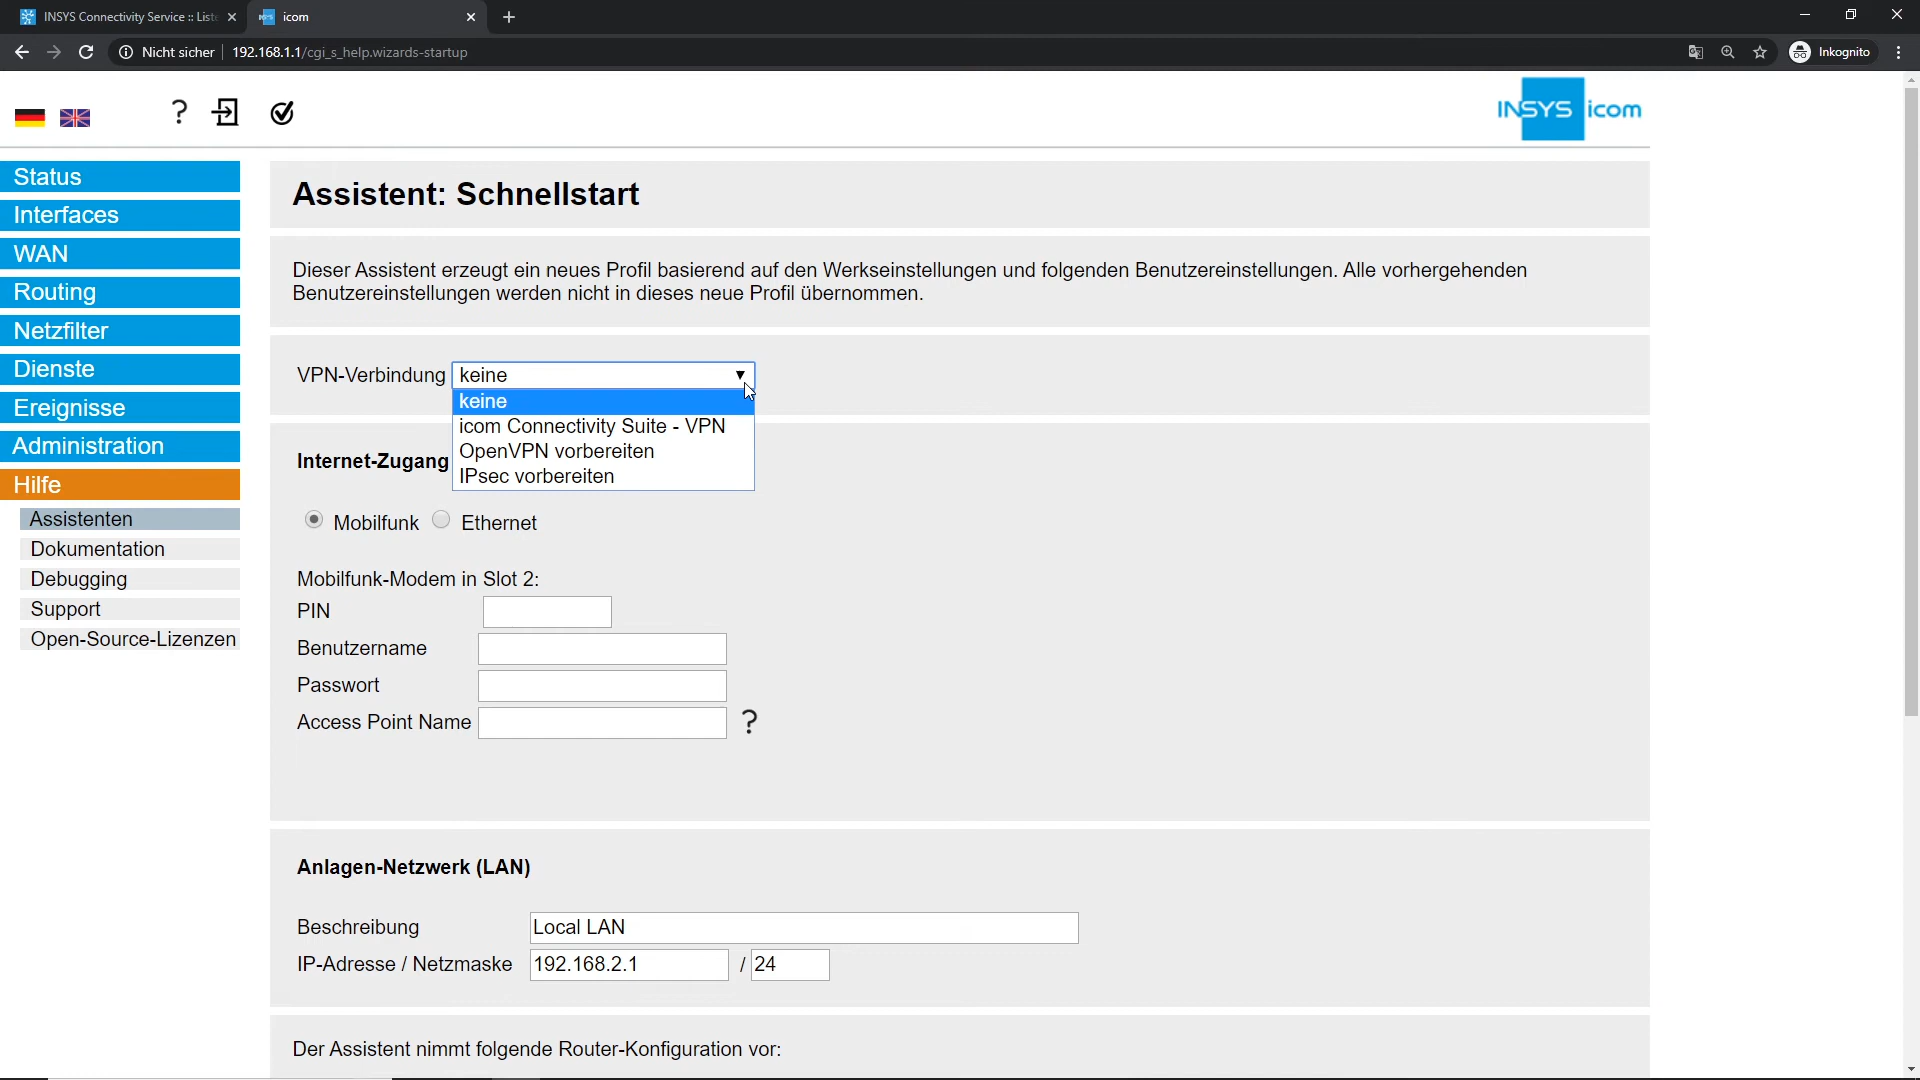 INSYS Connectivity Service :: Liste
icom
Nicht sicher
192.168.1.1/cgi_s_help.wizards-startup
Inkognito
?
INSYS icom
Status
Interfaces
WAN
Routing
Netzfilter
Dienste
Ereignisse
Administration
Hilfe
Assistenten
Dokumentation
Debugging
Support
Open-Source-Lizenzen
Assistent: Schnellstart
Dieser Assistent erzeugt ein neues Profil basierend auf den Werkseinstellungen und folgenden Benutzereinstellungen. Alle vorhergehenden
Benutzereinstellungen werden nicht in dieses neue Profil übernommen.
VPN-Verbindung keine
keine
icom Connectivity Suite - VPN
OpenVPN vorbereiten
IPsec vorbereiten
Internet-Zugang
Mobilfunk Ethernet
Mobilfunk-Modem in Slot 2:
PIN
Benutzername
Passwort
Access Point Name ?
Anlagen-Netzwerk (LAN)
Beschreibung Local LAN
IP-Adresse / Netzmaske 192.168.2.1 / 24
Der Assistent nimmt folgende Router-Konfiguration vor: